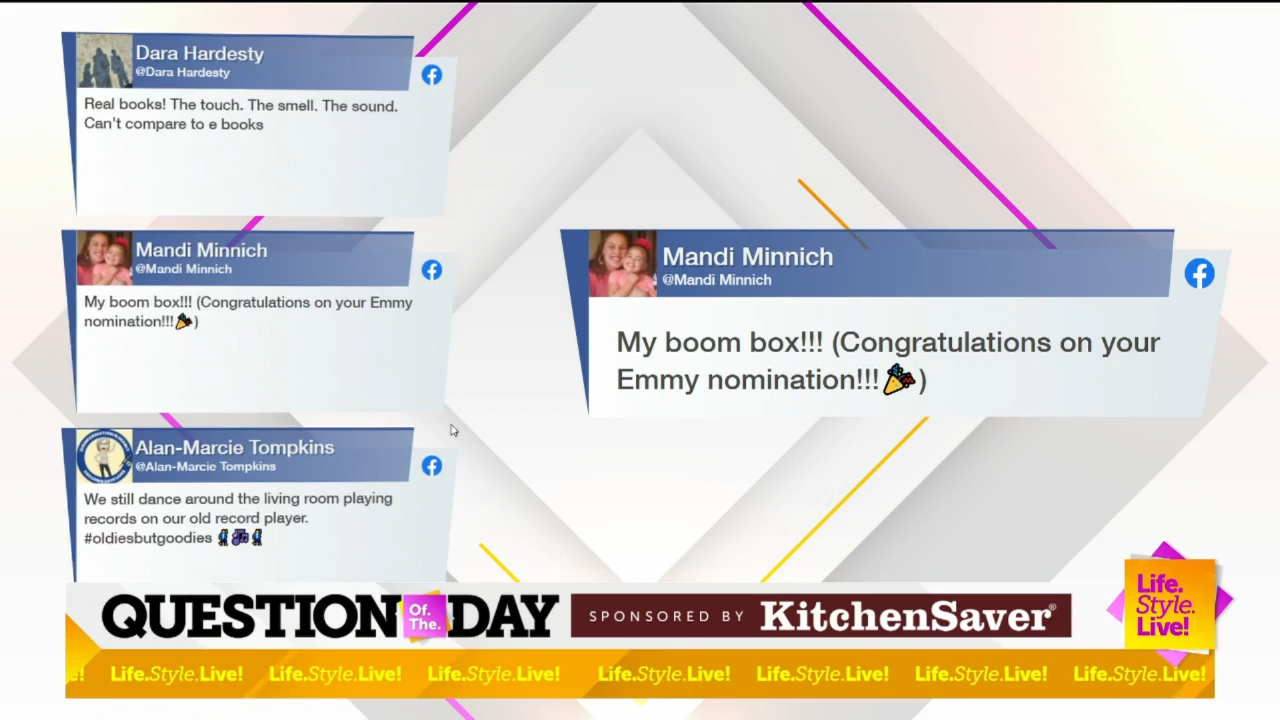 Dara Hardesty
@Dara Hardesty
Real books! The touch. The smell. The sound.
Can't compare to e books
Mandi Minnich
@Mandi Minnich
My boom box!!! (Congratulations on your Emmy
nomination!!!🎉)
Alan-Marcie Tompkins
@Alan-Marcie Tompkins
We still dance around the living room playing
records on our old record player.
#oldiesbutgoodies
Mandi Minnich
@Mandi Minnich
My boom box!!! (Congratulations on your
Emmy nomination!!!🎉)
QUESTION Of. The. DAY
SPONSORED BY KitchenSaver®
Life.
Style.
Live!
e! Life.Style.Live! Life.Style.Live! Life.Style.Live! Life.Style.Live! Life.Style.Live! Life.Style.Live! Life.Style.Live!